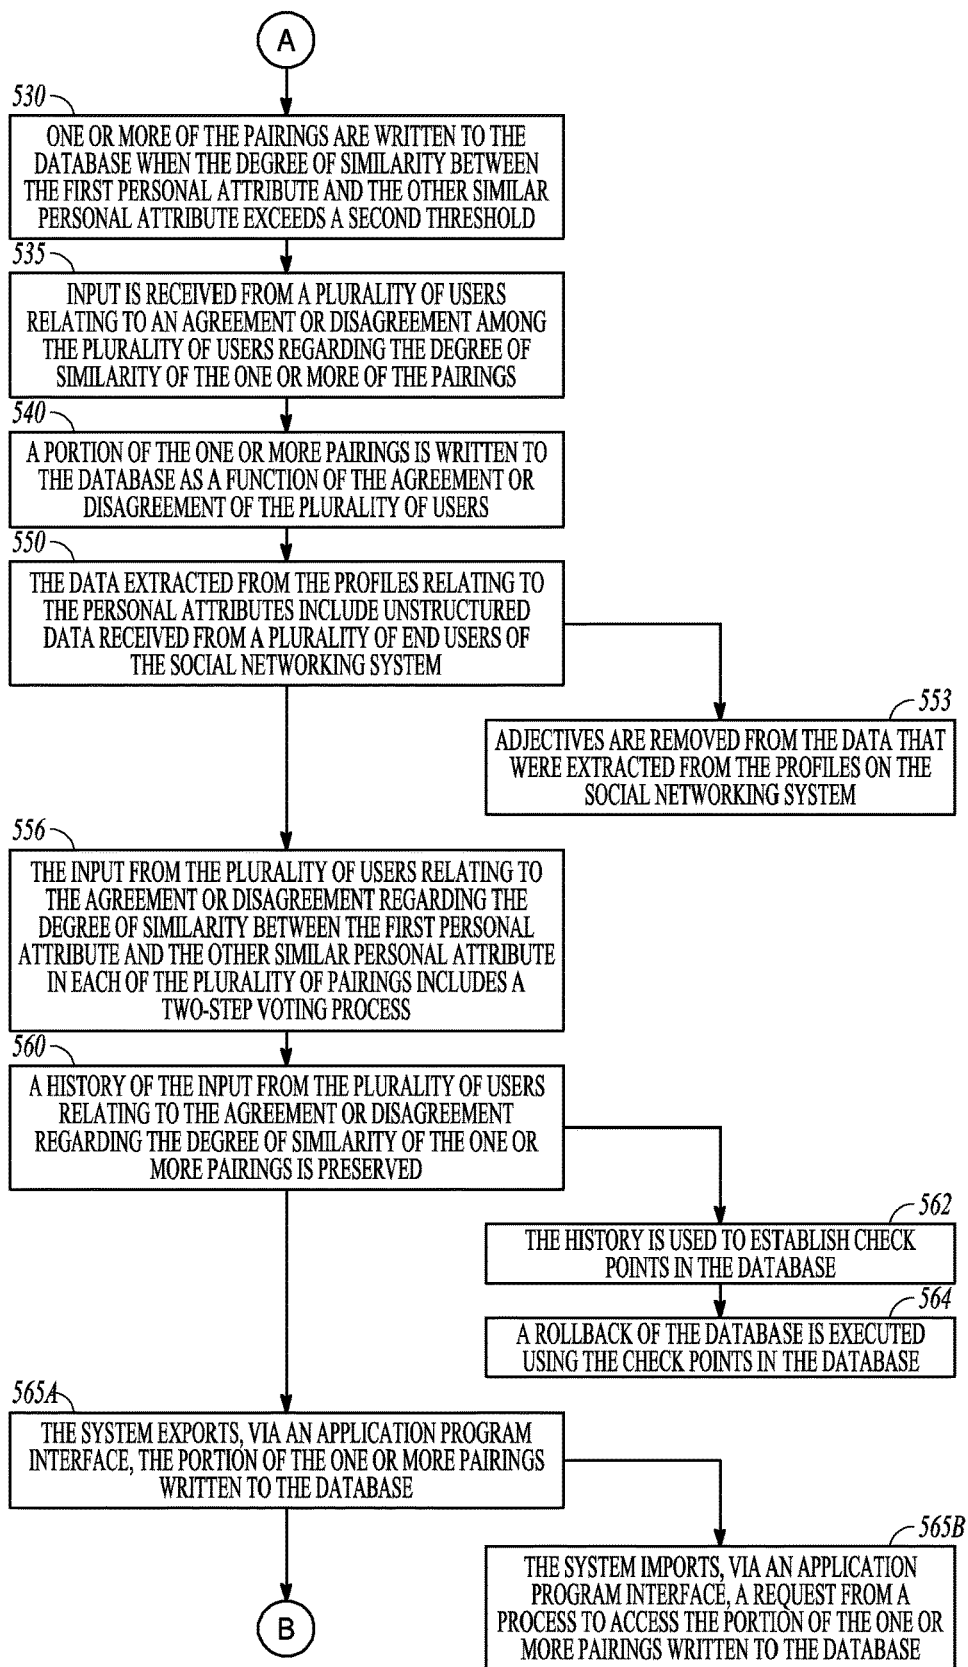 A
530
ONE OR MORE OF THE PAIRINGS ARE WRITTEN TO THE
DATABASE WHEN THE DEGREE OF SIMILARITY BETWEEN
THE FIRST PERSONAL ATTRIBUTE AND THE OTHER SIMILAR
PERSONAL ATTRIBUTE EXCEEDS A SECOND THRESHOLD
535
INPUT IS RECEIVED FROM A PLURALITY OF USERS
RELATING TO AN AGREEMENT OR DISAGREEMENT AMONG
THE PLURALITY OF USERS REGARDING THE DEGREE OF
SIMILARITY OF THE ONE OR MORE OF THE PAIRINGS
540
A PORTION OF THE ONE OR MORE PAIRINGS IS WRITTEN TO
THE DATABASE AS A FUNCTION OF THE AGREEMENT OR
DISAGREEMENT OF THE PLURALITY OF USERS
550
THE DATA EXTRACTED FROM THE PROFILES RELATING TO
THE PERSONAL ATTRIBUTES INCLUDE UNSTRUCTURED
DATA RECEIVED FROM A PLURALITY OF END USERS OF
THE SOCIAL NETWORKING SYSTEM
553
ADJECTIVES ARE REMOVED FROM THE DATA THAT
WERE EXTRACTED FROM THE PROFILES ON THE
SOCIAL NETWORKING SYSTEM
556
THE INPUT FROM THE PLURALITY OF USERS RELATING TO
THE AGREEMENT OR DISAGREEMENT REGARDING THE
DEGREE OF SIMILARITY BETWEEN THE FIRST PERSONAL
ATTRIBUTE AND THE OTHER SIMILAR PERSONAL ATTRIBUTE
IN EACH OF THE PLURALITY OF PAIRINGS INCLUDES A
TWO-STEP VOTING PROCESS
560
A HISTORY OF THE INPUT FROM THE PLURALITY OF USERS
RELATING TO THE AGREEMENT OR DISAGREEMENT
REGARDING THE DEGREE OF SIMILARITY OF THE ONE OR
MORE PAIRINGS IS PRESERVED
562
THE HISTORY IS USED TO ESTABLISH CHECK
POINTS IN THE DATABASE
564
A ROLLBACK OF THE DATABASE IS EXECUTED
USING THE CHECK POINTS IN THE DATABASE
565A
THE SYSTEM EXPORTS, VIA AN APPLICATION PROGRAM
INTERFACE, THE PORTION OF THE ONE OR MORE PAIRINGS
WRITTEN TO THE DATABASE
565B
THE SYSTEM IMPORTS, VIA AN APPLICATION
PROGRAM INTERFACE, A REQUEST FROM A
PROCESS TO ACCESS THE PORTION OF THE ONE OR
MORE PAIRINGS WRITTEN TO THE DATABASE
B